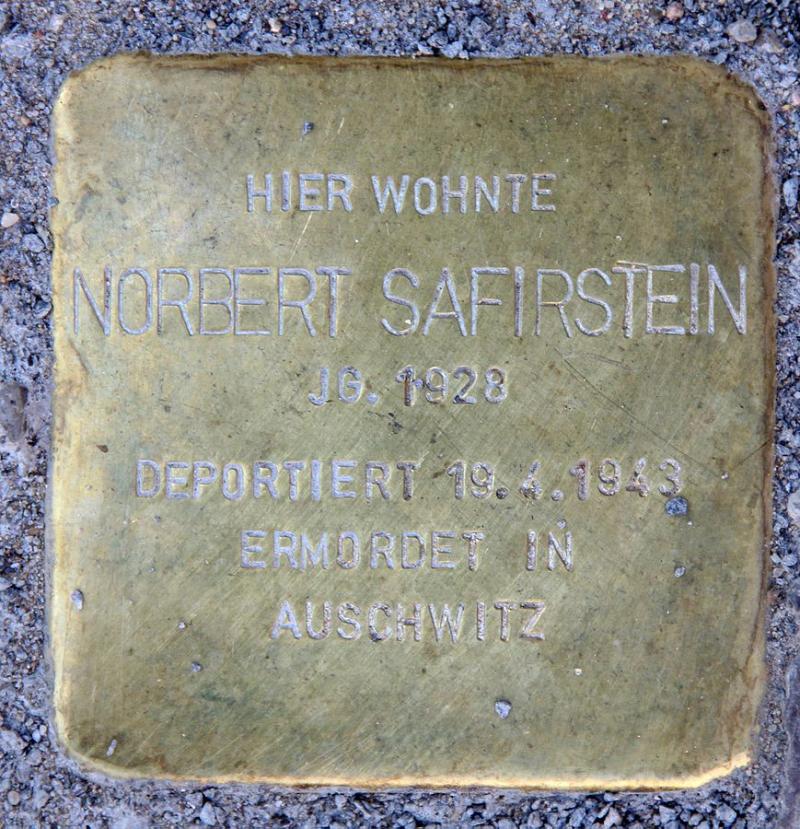 HIER WOHNTE
NORBERT SAFIRSTEIN
JG. 1928
DEPORTIERT 19.4.1943
ERMORDET IN
AUSCHWITZ